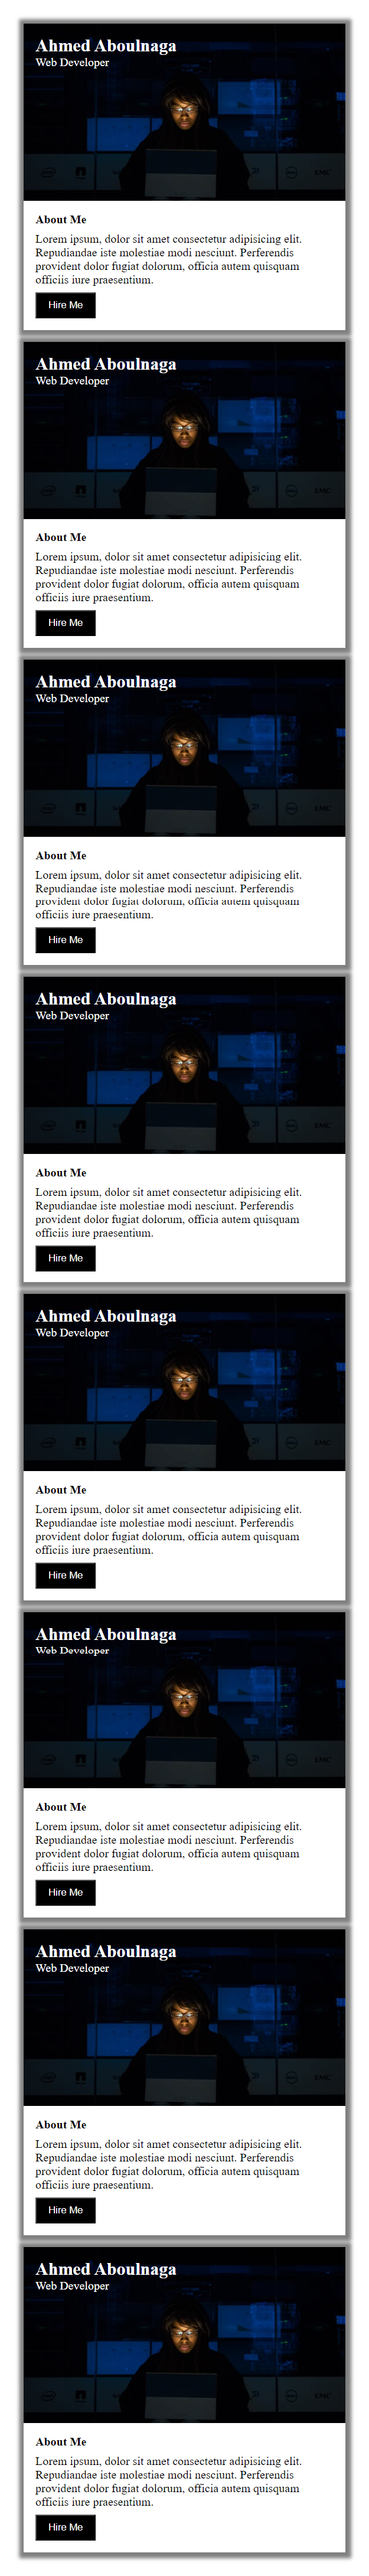 Ahmed Aboulnaga
Web Developer
EMC
About Me
Lorem ipsum, dolor sit amet consectetur adipisicing elit.
Repudiandae iste molestiae modi nesciunt. Perferendis
provident dolor fugiat dolorum, officia autem quisquam
officiis iure praesentium.
Hire Me
Ahmed Aboulnaga
Web Developer
EMC
About Me
Lorem ipsum, dolor sit amet consectetur adipisicing elit.
Repudiandae iste molestiae modi nesciunt. Perferendis
provident dolor fugiat dolorum, officia autem quisquam
officiis iure praesentium.
Hire Me
Ahmed Aboulnaga
Web Developer
EMC
About Me
Lorem ipsum, dolor sit amet consectetur adipisicing elit.
Repudiandae iste molestiae modi nesciunt. Perferendis
provident dolor fugiat dolorum, officia autem quisquam
officiis iure praesentium.
Hire Me
Ahmed Aboulnaga
Web Developer
EMC
About Me
Lorem ipsum, dolor sit amet consectetur adipisicing elit.
Repudiandae iste molestiae modi nesciunt. Perferendis
provident dolor fugiat dolorum, officia autem quisquam
officiis iure praesentium.
Hire Me
Ahmed Aboulnaga
Web Developer
EMC
About Me
Lorem ipsum, dolor sit amet consectetur adipisicing elit.
Repudiandae iste molestiae modi nesciunt. Perferendis
provident dolor fugiat dolorum, officia autem quisquam
officiis iure praesentium.
Hire Me
Ahmed Aboulnaga
Web Developer
EMC
About Me
Lorem ipsum, dolor sit amet consectetur adipisicing elit.
Repudiandae iste molestiae modi nesciunt. Perferendis
provident dolor fugiat dolorum, officia autem quisquam
officiis iure praesentium.
Hire Me
Ahmed Aboulnaga
Web Developer
EMC
About Me
Lorem ipsum, dolor sit amet consectetur adipisicing elit.
Repudiandae iste molestiae modi nesciunt. Perferendis
provident dolor fugiat dolorum, officia autem quisquam
officiis iure praesentium.
Hire Me
Ahmed Aboulnaga
Web Developer
EMC
About Me
Lorem ipsum, dolor sit amet consectetur adipisicing elit.
Repudiandae iste molestiae modi nesciunt. Perferendis
provident dolor fugiat dolorum, officia autem quisquam
officiis iure praesentium.
Hire Me